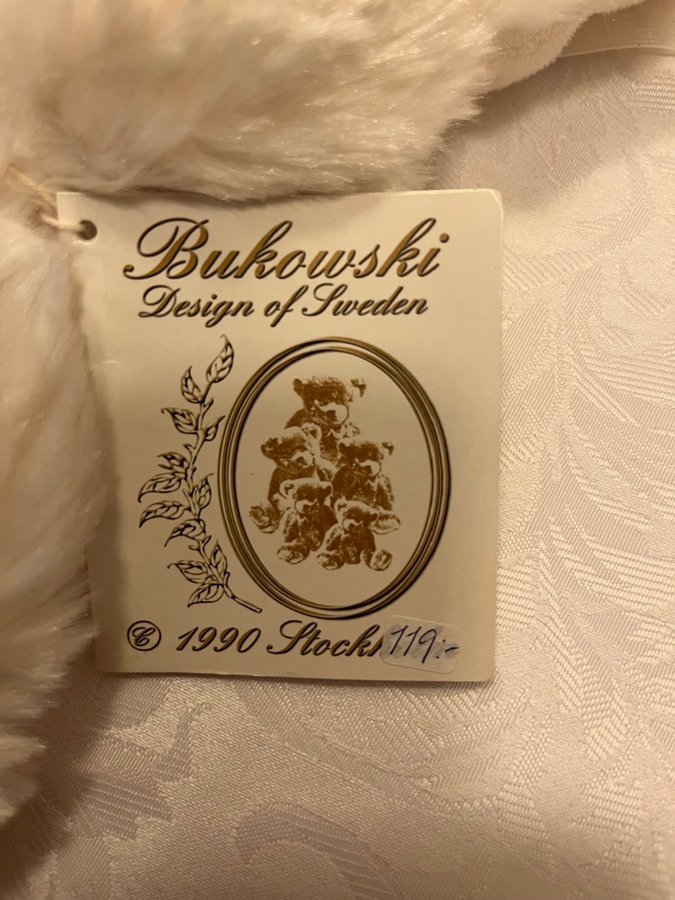 Bukowski
Design of Sweden
© 1990 Stock
119:-